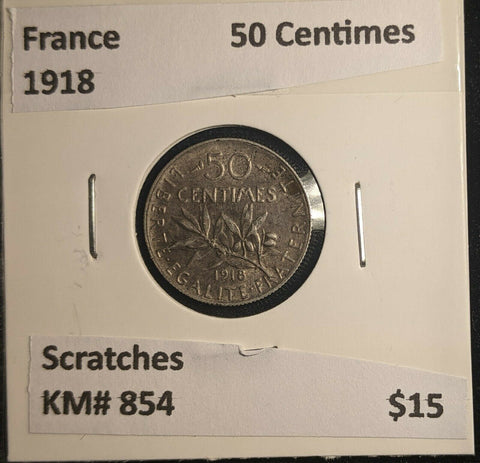 France 50 Centimes
1918
50
CENTIMES
1918
LIBERTE·EGALITE·FRATERNITE
Scratches
KM# 854 $15